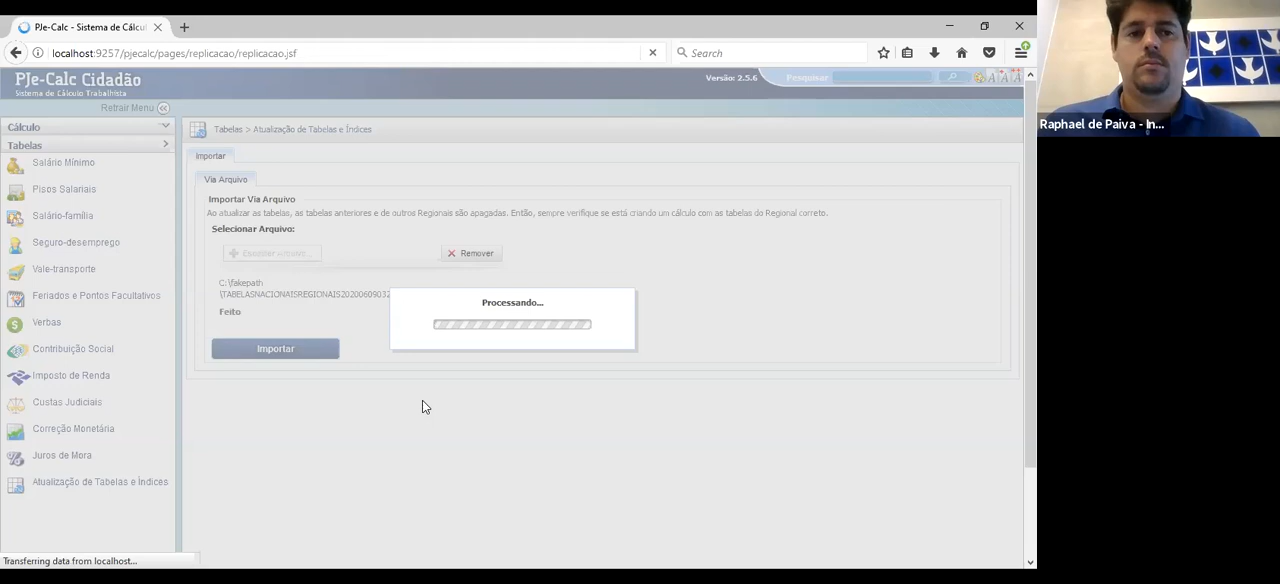 PJe-Calc - Sistema de Cálcu
localhost:9257/pjecalc/pages/replicacao/replicacao.jsf
Search
PJe-Calc Cidadão
Sistema de Cálculo Trabalhista
Versão: 2.5.6
Pesquisar
Retrair Menu
Cálculo
Tabelas
Salário Mínimo
Pisos Salariais
Salário-família
Seguro-desemprego
Vale-transporte
Feriados e Pontos Facultativos
Verbas
Contribuição Social
Imposto de Renda
Custas Judiciais
Correção Monetária
Juros de Mora
Atualização de Tabelas e Índices
Tabelas > Atualização de Tabelas e Índices
Importar
Via Arquivo
Importar Via Arquivo
Ao atualizar as tabelas, as tabelas anteriores e de outros Regionais são apagadas. Então, sempre verifique se está criando um cálculo com as tabelas do Regional correto.
Selecionar Arquivo:
Escolher Arquivo...
Remover
C:\fakepath
\TABELASNACIONAISREGIONAIS2020060903
Feito
Processando...
Importar
Transferring data from localhost...
Raphael de Paiva - In...